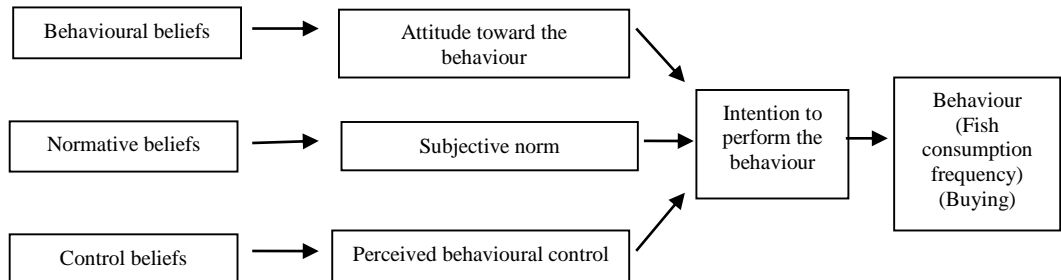 Behavioural beliefs
Attitude toward the
behaviour
Normative beliefs
Subjective norm
Control beliefs
Perceived behavioural control
Intention to
perform the
behaviour
Behaviour
(Fish
consumption
frequency)
(Buying)